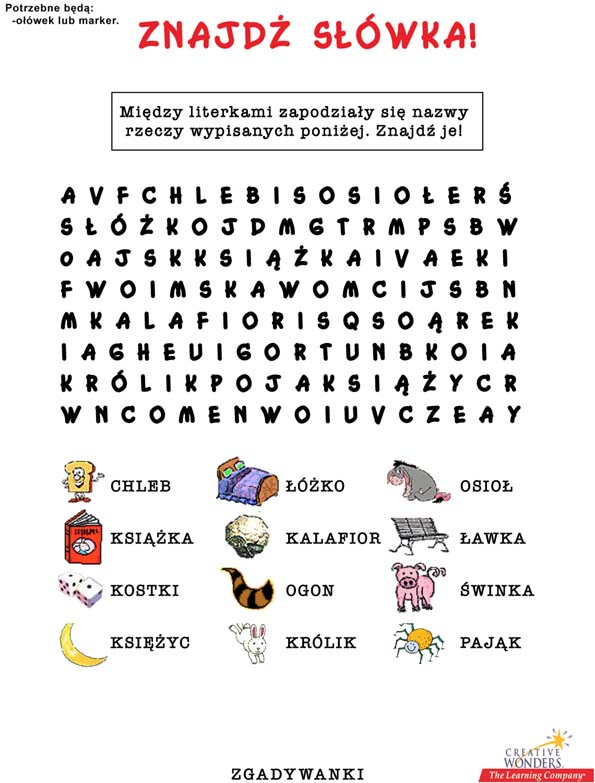 Potrzebne będą:
-ołówek lub marker.
ZNAJDŹ SŁÓWKA!
Między literkami zapodziały się nazwy
rzeczy wypisanych poniżej. Znajdź je!
A V F C H L E B I S O S I O Ł E R Ś
S Ł Ó Ż K O J D M G T R M P S B W
O A J S K K S I Ą Ż K A I V A E K I
F W O I M S K A W O M C I J S B N
M K A L A F I O R I S Q S O Ą R E K
I A G H E U I G O R T U N B K O I A
K R Ó L I K P O J A K S I Ą Ż Y C R
W N C O M E N W O I U V C Z E A Y
CHLEB ŁÓŻKO OSIOŁ
KSIĄŻKA KALAFIOR ŁAWKA
KOSTKI OGON ŚWINKA
KSIĘŻYC KRÓLIK PAJĄK
CREATIVE
WONDERS
The Learning Company
ZGADYWANKI